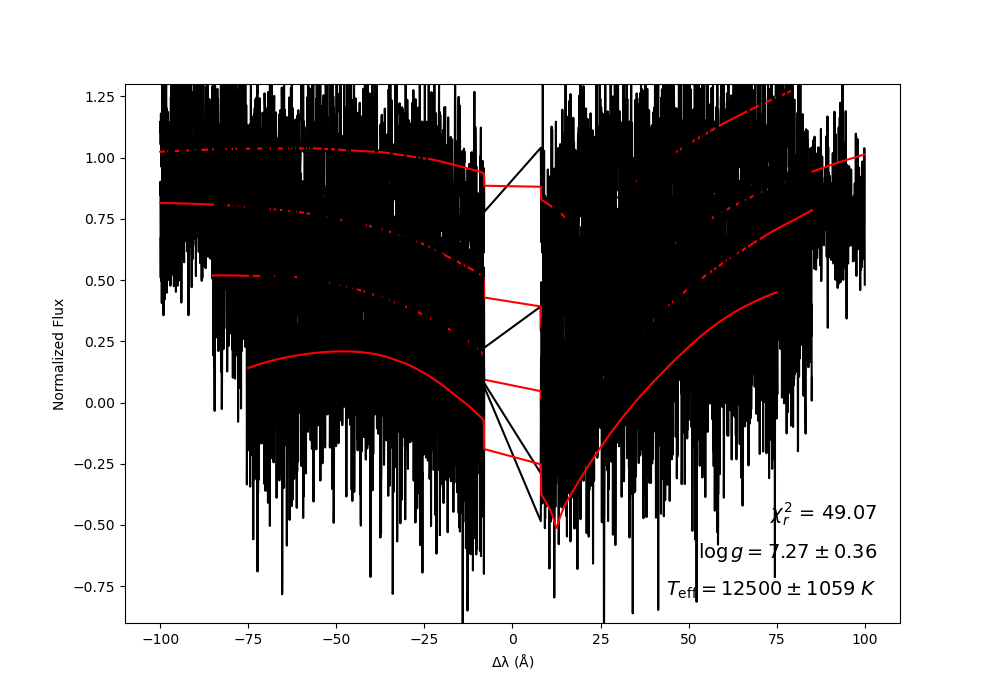 1.25
1.00
0.75
0.50
0.25
0.00
−0.25
−0.50
−0.75
Normalized Flux
χ²ᵣ = 49.07
log g = 7.27 ± 0.36
T_eff = 12500 ± 1059 K
−100 −75 −50 −25 0 25 50 75 100
Δλ (Å)